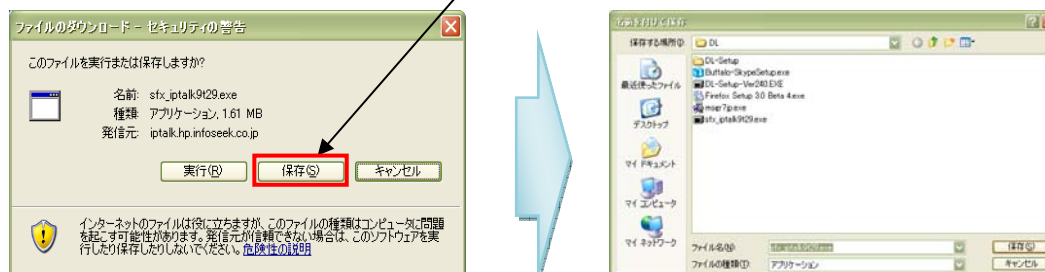 ファイルのダウンロード - セキュリティの警告
このファイルを実行または保存しますか?
名前: sfx_iptalk9t29.exe
種類: アプリケーション, 1.61 MB
発信元: iptalk.hp.infoseek.co.jp
実行(R)
保存(S)
キャンセル
インターネットのファイルは役に立ちますが、このファイルの種類はコンピュータに問題
を起こす可能性があります。発信元が信頼できない場合は、このソフトウェアを実
行したり保存したりしないでください。危険性の説明
名前を付けて保存
保存する場所(I):
DL
最近使ったファイル
デスクトップ
マイ ドキュメント
マイ コンピュータ
マイ ネットワーク
DL-Setup
Buffalo-SkypeSetup.exe
DL-Setup-Ver240.EXE
Firefox Setup 3.0 Beta 4.exe
sfx_iptalk9t29.exe
ファイル名(N):
sfx_iptalk9t29.exe
保存(S)
ファイルの種類(T):
アプリケーション
キャンセル